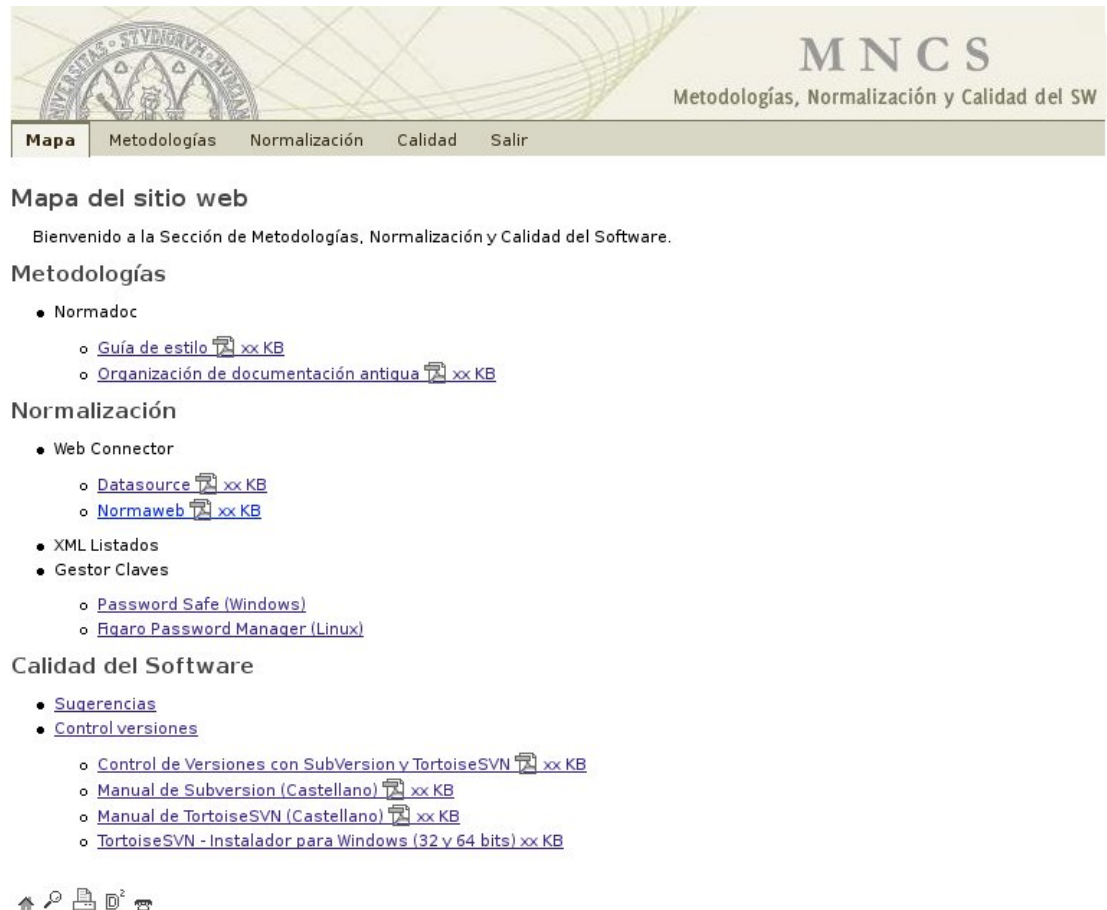 VNIVERSITAS · STVDIORVM · MVRCIAN
M N C S
Metodologías, Normalización y Calidad del SW
Mapa Metodologías Normalización Calidad Salir
Mapa del sitio web
Bienvenido a la Sección de Metodologías, Normalización y Calidad del Software.
Metodologías
• Normadoc
o Guía de estilo xx KB
o Organización de documentación antigua xx KB
Normalización
• Web Connector
o Datasource xx KB
o Normaweb xx KB
• XML Listados
• Gestor Claves
o Password Safe (Windows)
o Figaro Password Manager (Linux)
Calidad del Software
• Sugerencias
• Control versiones
o Control de Versiones con SubVersion y TortoiseSVN xx KB
o Manual de Subversion (Castellano) xx KB
o Manual de TortoiseSVN (Castellano) xx KB
o TortoiseSVN - Instalador para Windows (32 y 64 bits) xx KB
D²